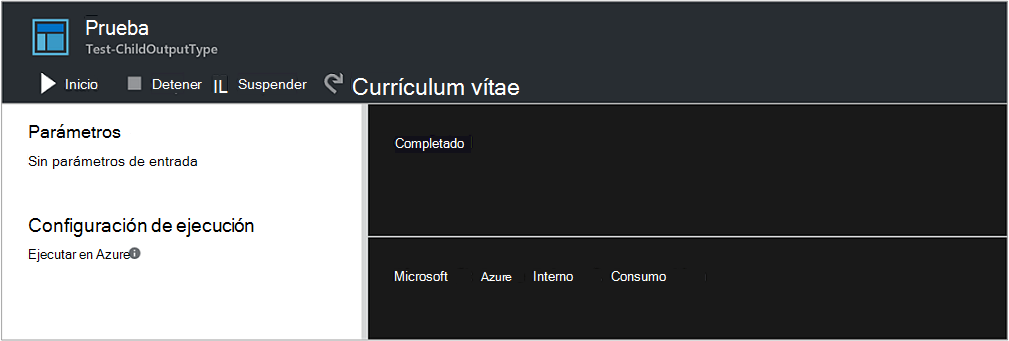 Prueba
Test-ChildOutputType
Inicio Detener IL Suspender Currículum vítae
Parámetros
Sin parámetros de entrada
Configuración de ejecución
Ejecutar en Azure
Completado
Microsoft Azure Interno Consumo